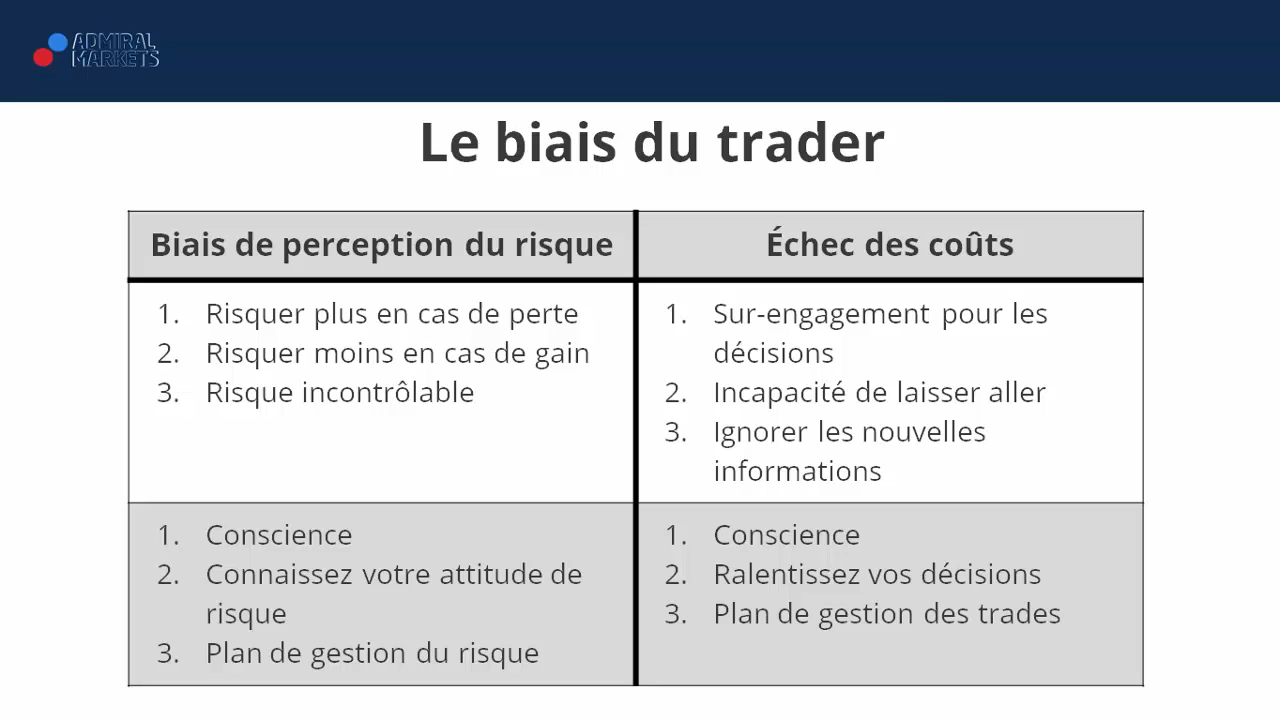 ADMIRAL
MARKETS
Le biais du trader
Biais de perception du risque
Échec des coûts
1. Risquer plus en cas de perte
2. Risquer moins en cas de gain
3. Risque incontrôlable
1. Sur-engagement pour les
décisions
2. Incapacité de laisser aller
3. Ignorer les nouvelles
informations
1. Conscience
2. Connaissez votre attitude de
risque
3. Plan de gestion du risque
1. Conscience
2. Ralentissez vos décisions
3. Plan de gestion des trades